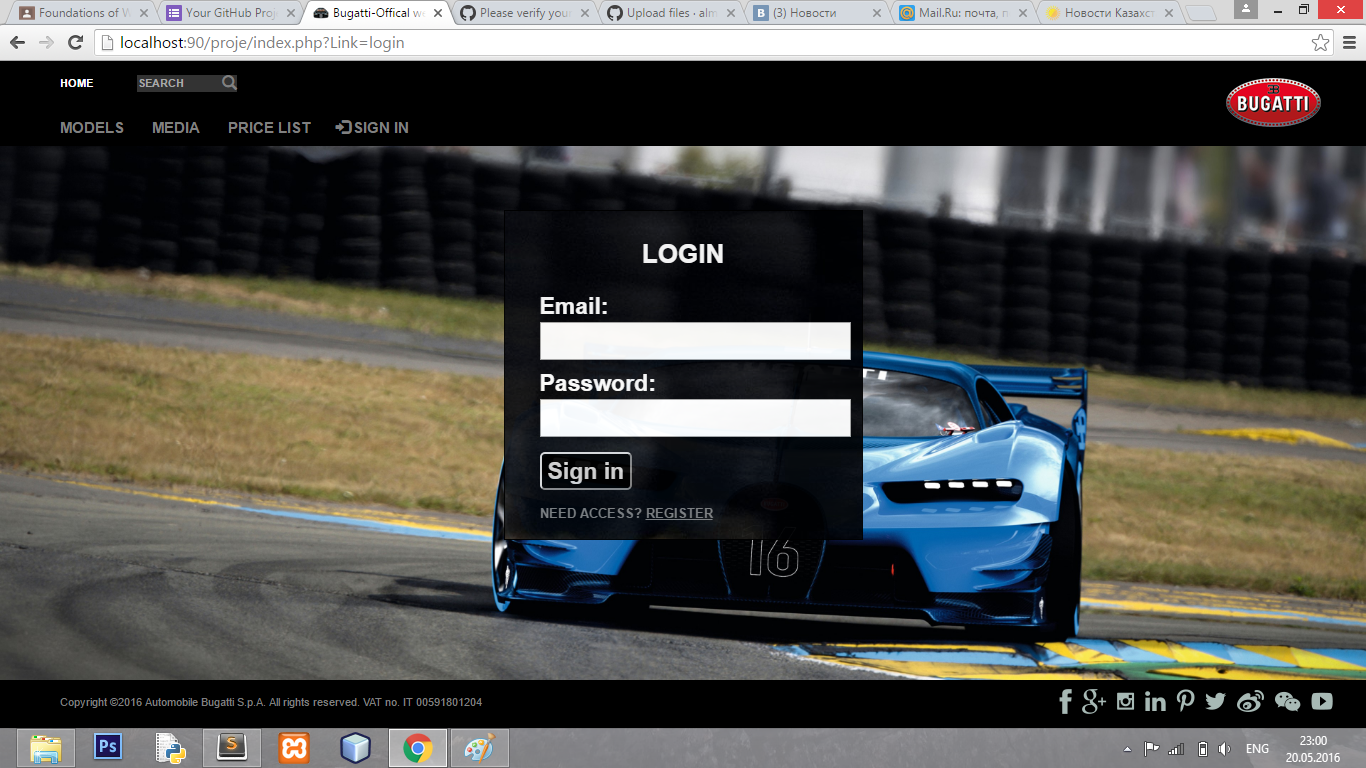 Foundations of W
Your GitHub Proj
Bugatti-Offical we
Please verify your
Upload files · alm
(3) Новости
Mail.Ru: почта, п
Новости Казахст
localhost:90/proje/index.php?Link=login
HOME
SEARCH
BUGATTI
MODELS
MEDIA
PRICE LIST
SIGN IN
LOGIN
Email:
Password:
Sign in
NEED ACCESS? REGISTER
16
Copyright ©2016 Automobile Bugatti S.p.A. All rights reserved. VAT no. IT 00591801204
Ps
ENG
23:00
20.05.2016